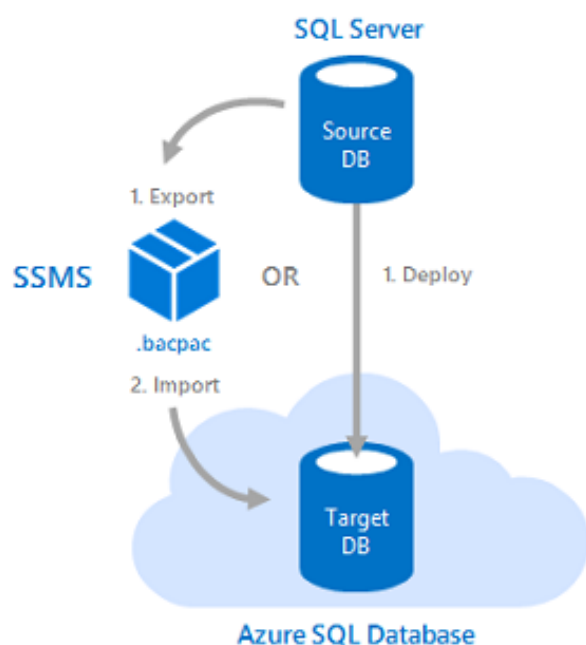 SQL Server
Source
DB
1. Export
SSMS
OR
1. Deploy
.bacpac
2. Import
Target
DB
Azure SQL Database